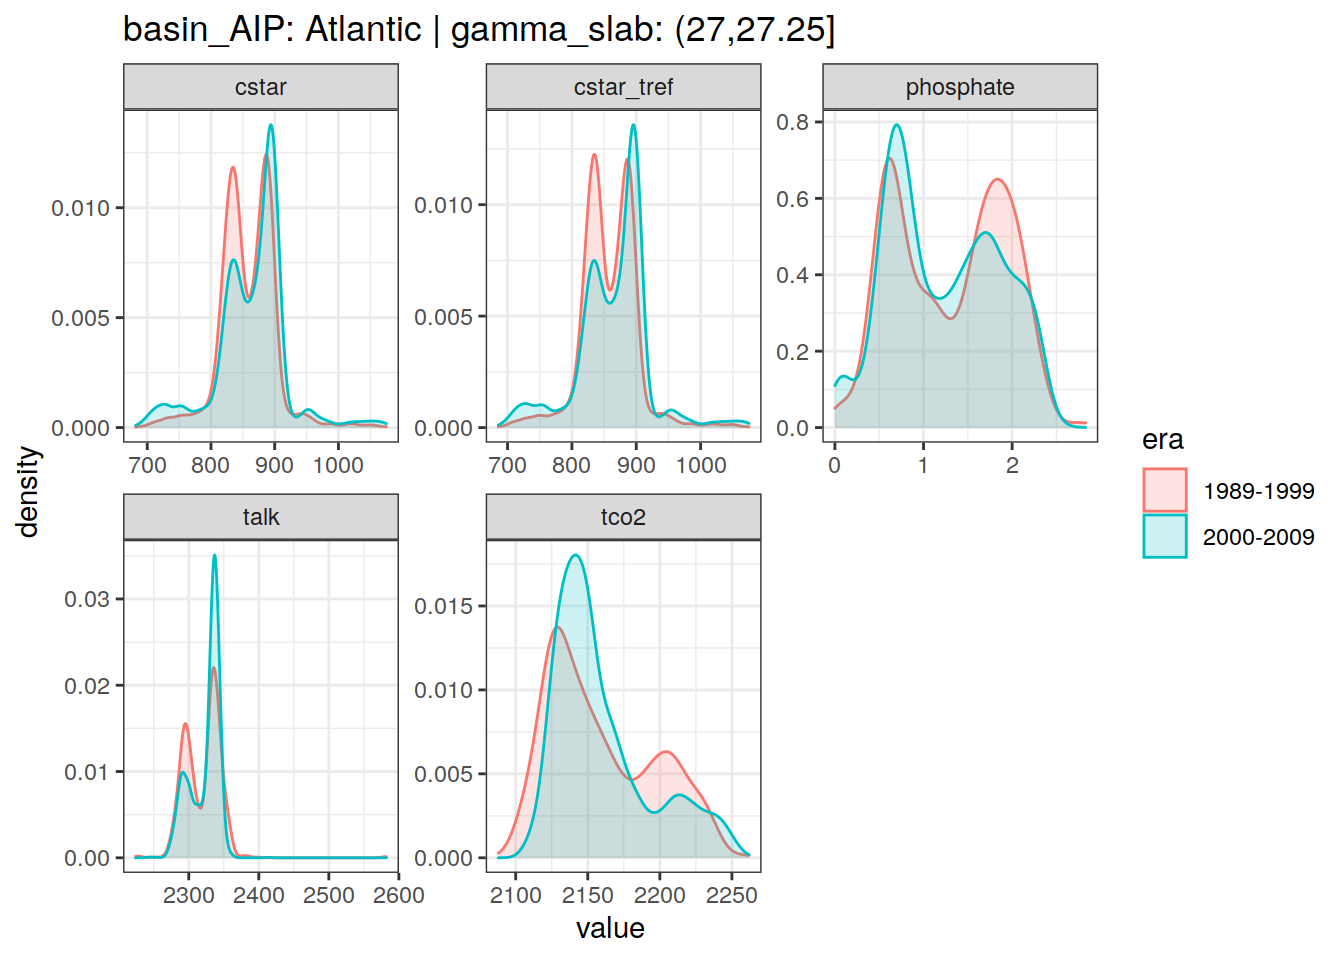 basin_AIP: Atlantic | gamma_slab: (27,27.25]
cstar
cstar_tref
phosphate
0.010
0.005
0.000
700 800 900 1000
0.010
0.005
0.000
700 800 900 1000
0.8
0.6
0.4
0.2
0.0
0 1 2
talk
tco2
0.03
0.02
0.01
0.00
2300 2400 2500 2600
0.015
0.010
0.005
0.000
2100 2150 2200 2250
density
value
era
1989-1999
2000-2009